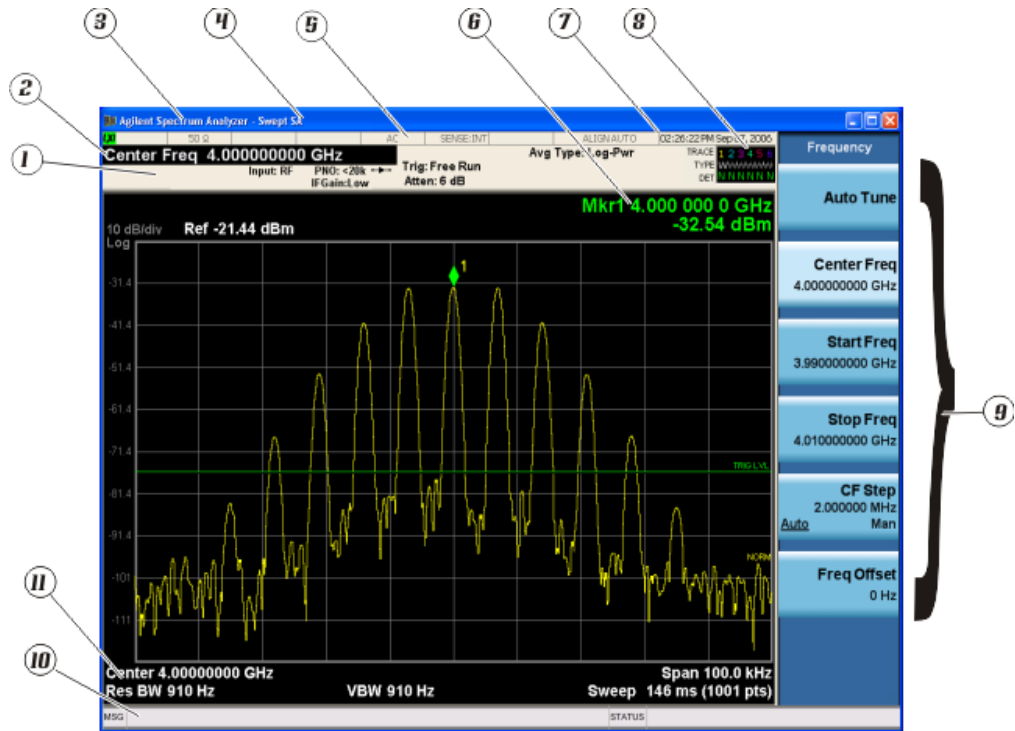 3 4 5 6 7 8
2
1
Agilent Spectrum Analyzer - Swept SA
50 Ω AC SENSE:INT ALIGN AUTO 02:26:22 PM Sep 07, 2006
Center Freq 4.000000000 GHz
Input: RF PNO: <20k
IFGain:Low
Trig: Free Run
Atten: 6 dB
Avg Type: Log-Pwr
TRACE 1 2 3 4 5 6
TYPE
DET N N N N N N
Mkr1 4.000 000 0 GHz
-32.54 dBm
10 dB/div Ref -21.44 dBm
Log
1
-31.4
-41.4
-51.4
-61.4
-71.4
TRIG LVL
-81.4
-91.4
NORM
-101
-111
Center 4.00000000 GHz Span 100.0 kHz
Res BW 910 Hz VBW 910 Hz Sweep 146 ms (1001 pts)
MSG STATUS
Frequency
Auto Tune
Center Freq
4.000000000 GHz
Start Freq
3.990000000 GHz
Stop Freq
4.010000000 GHz
CF Step
2.000000 MHz
Auto Man
Freq Offset
0 Hz
9
11
10